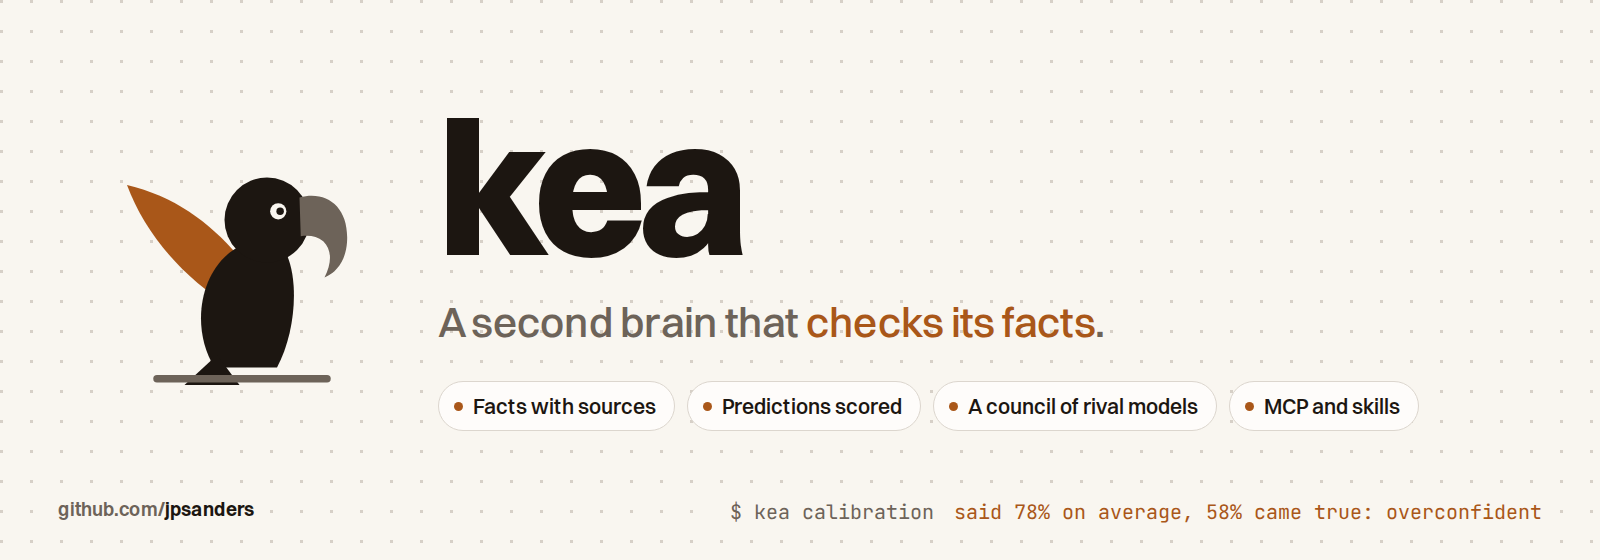 kea
A second brain that checks its facts.
Facts with sources
Predictions scored
A council of rival models
MCP and skills
github.com/jpsanders
$ kea calibration said 78% on average, 58% came true: overconfident